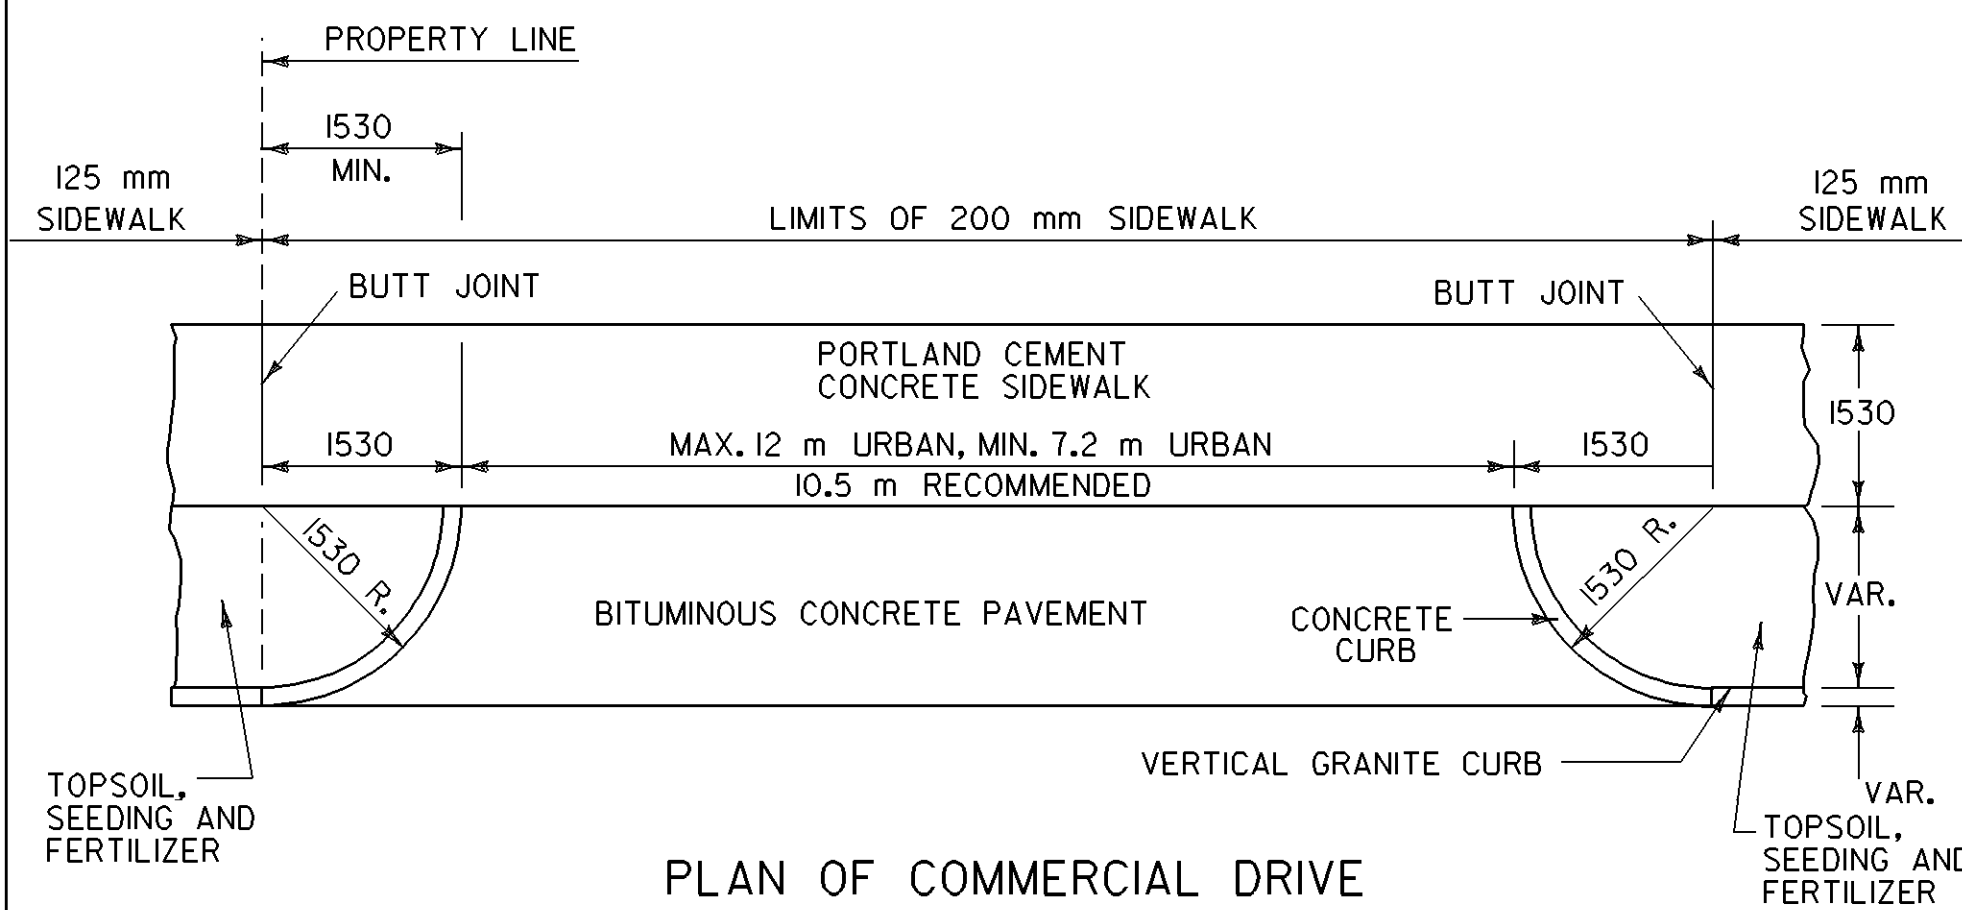 PROPERTY LINE
1530
MIN.
125 mm
SIDEWALK
LIMITS OF 200 mm SIDEWALK
125 mm
SIDEWALK
BUTT JOINT
BUTT JOINT
PORTLAND CEMENT
CONCRETE SIDEWALK
1530
1530
MAX. 12 m URBAN, MIN. 7.2 m URBAN
1530
10.5 m RECOMMENDED
1530 R.
1530 R.
BITUMINOUS CONCRETE PAVEMENT
CONCRETE
CURB
VAR.
VERTICAL GRANITE CURB
VAR.
TOPSOIL,
SEEDING AND
FERTILIZER
TOPSOIL,
SEEDING AND
FERTILIZER
PLAN OF COMMERCIAL DRIVE